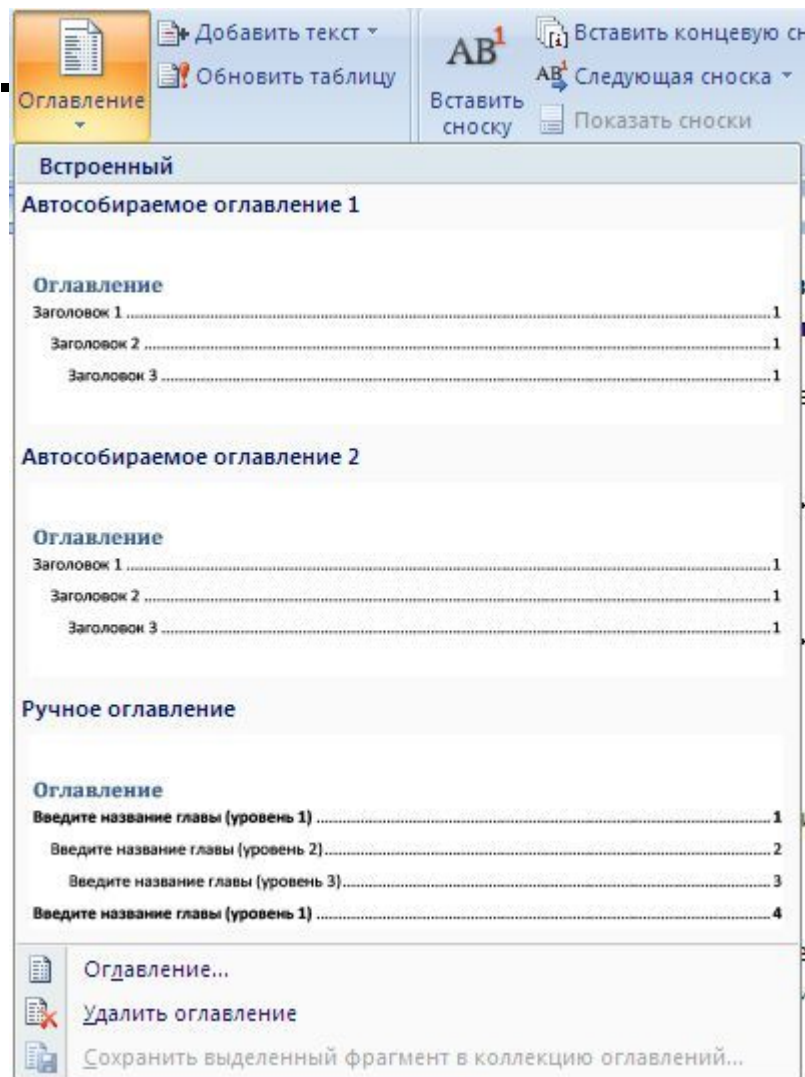 Оглавление
Добавить текст
Обновить таблицу
AB1
Вставить
сноску
Вставить концевую
AB1 Следующая сноска
Показать сноски
Встроенный
Автособираемое оглавление 1
Оглавление
Заголовок 1 ........ 1
Заголовок 2 ........ 1
Заголовок 3 ........ 1
Автособираемое оглавление 2
Оглавление
Заголовок 1 ........ 1
Заголовок 2 ........ 1
Заголовок 3 ........ 1
Ручное оглавление
Оглавление
Введите название главы (уровень 1) ........ 1
Введите название главы (уровень 2) ........ 2
Введите название главы (уровень 3) ........ 3
Введите название главы (уровень 1) ........ 4
Оглавление...
Удалить оглавление
Сохранить выделенный фрагмент в коллекцию оглавлений...